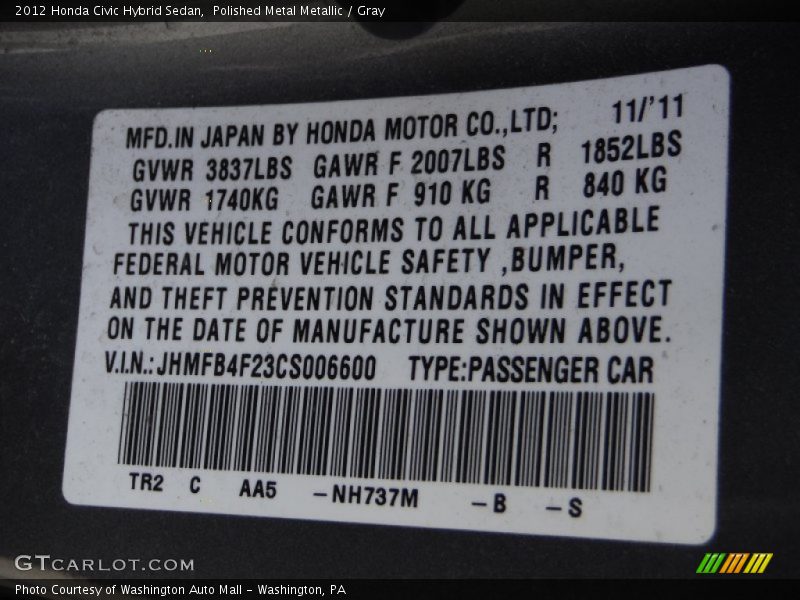 2012 Honda Civic Hybrid Sedan, Polished Metal Metallic / Gray
MFD.IN JAPAN BY HONDA MOTOR CO.,LTD; 11/'11
GVWR 3837LBS GAWR F 2007LBS R 1852LBS
GVWR 1740KG GAWR F 910 KG R 840 KG
THIS VEHICLE CONFORMS TO ALL APPLICABLE
FEDERAL MOTOR VEHICLE SAFETY ,BUMPER,
AND THEFT PREVENTION STANDARDS IN EFFECT
ON THE DATE OF MANUFACTURE SHOWN ABOVE.
V.I.N.:JHMFB4F23CS006600 TYPE:PASSENGER CAR
TR2 C AA5 -NH737M -B -S
GTCARLOT.COM
Photo Courtesy of Washington Auto Mall - Washington, PA